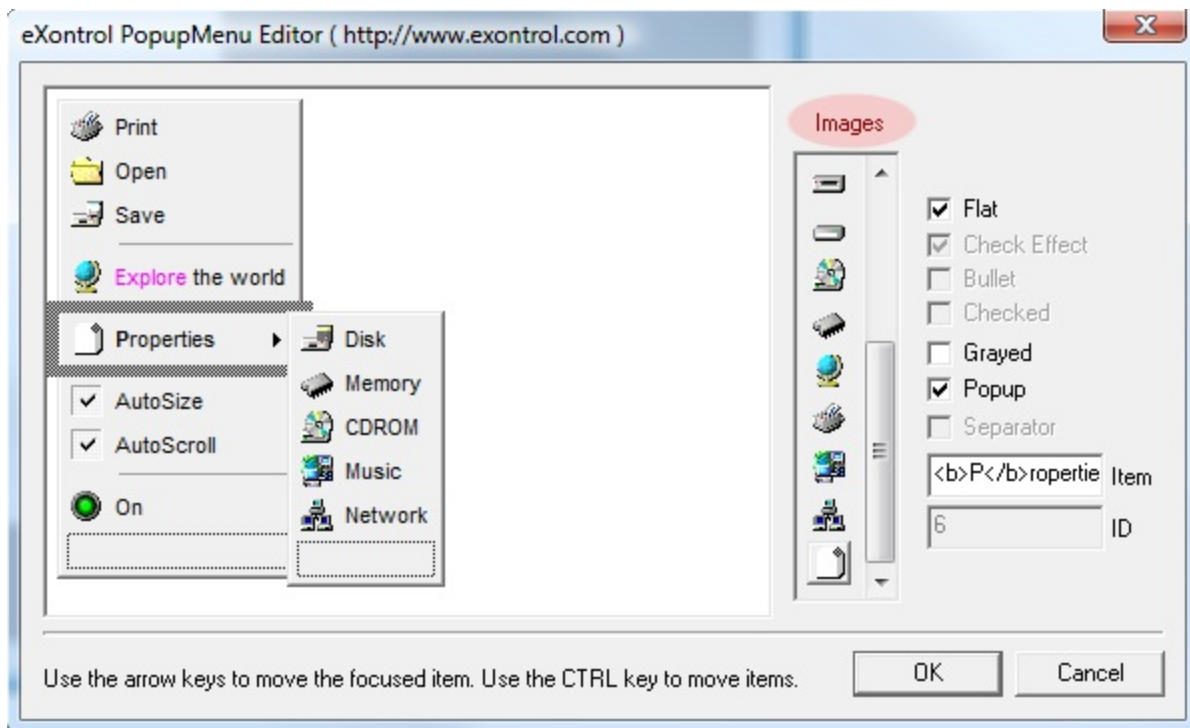 eXontrol PopupMenu Editor ( http://www.exontrol.com )
Print
Open
Save
Explore the world
Properties
AutoSize
AutoScroll
On
Disk
Memory
CDROM
Music
Network
Images
Flat
Check Effect
Bullet
Checked
Grayed
Popup
Separator
<b>P</b>ropertie Item
6 ID
Use the arrow keys to move the focused item. Use the CTRL key to move items.
OK Cancel